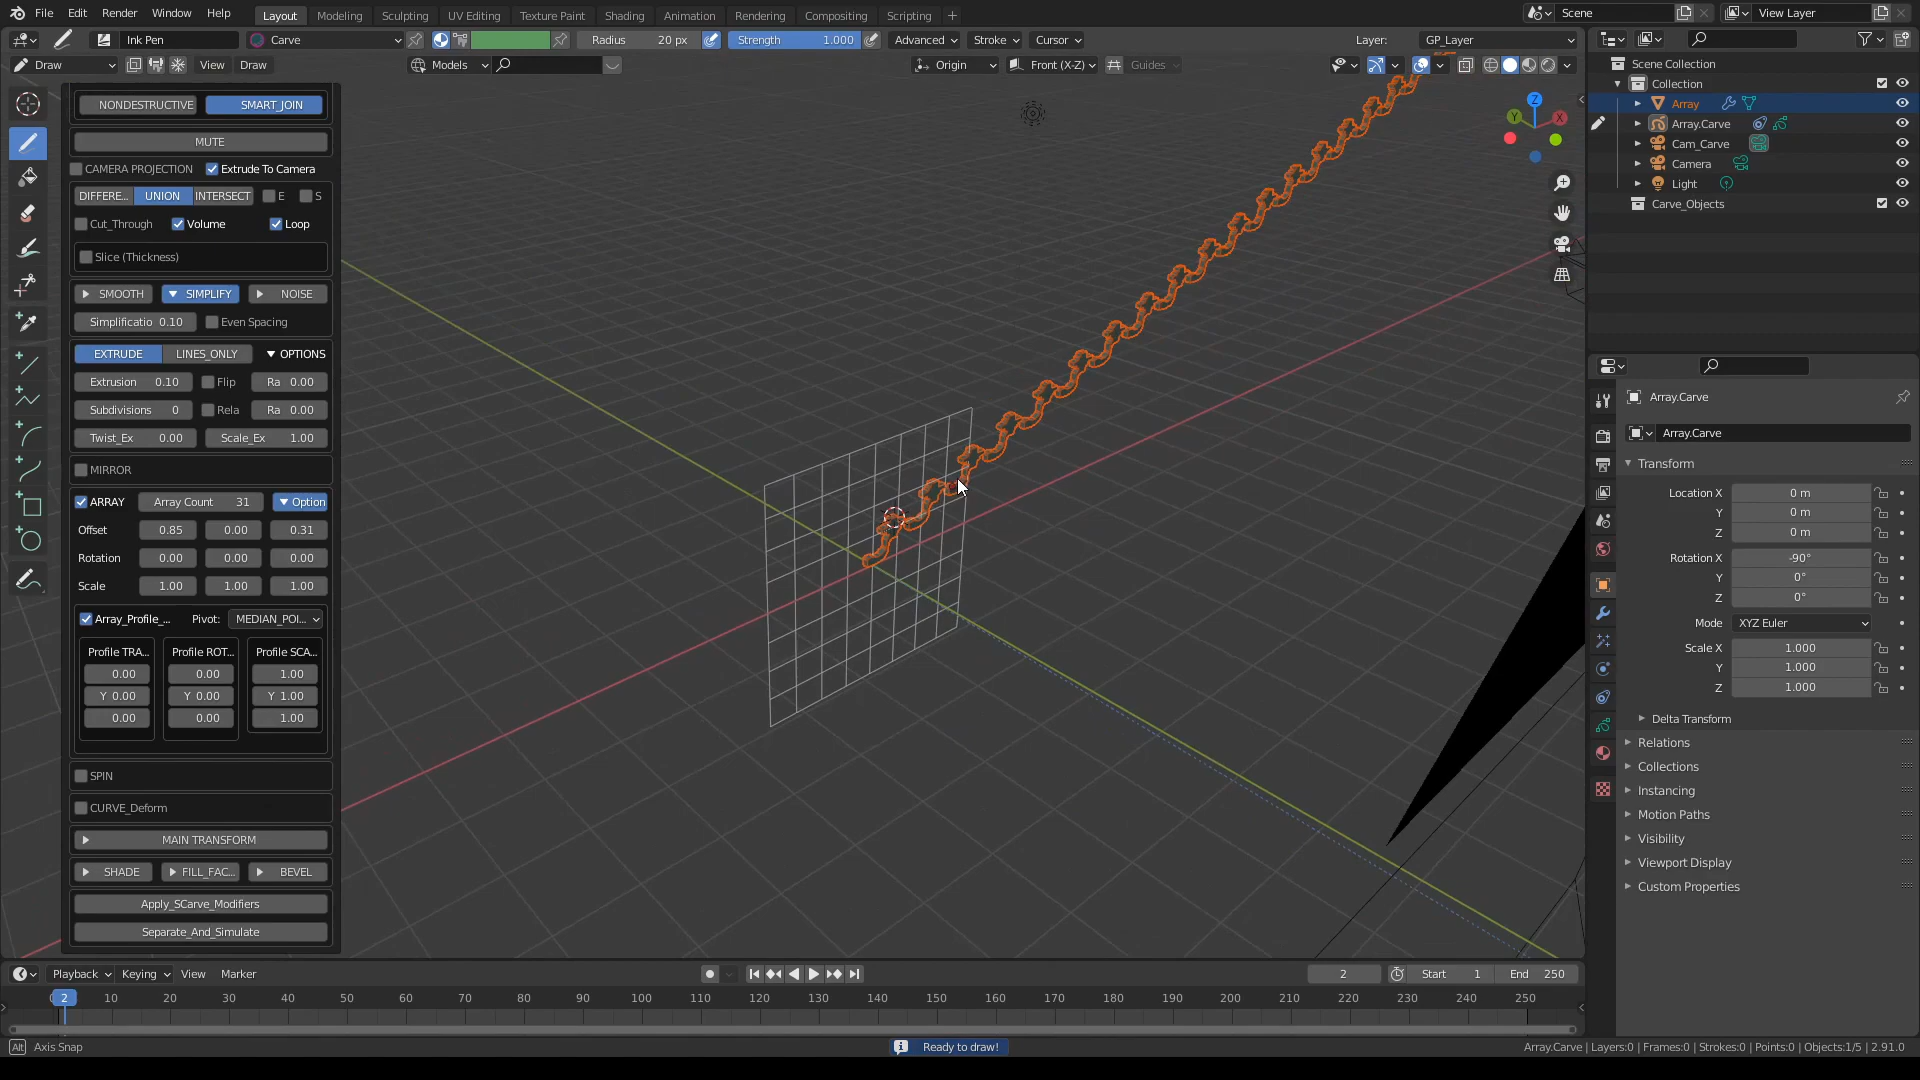 File Edit Render Window Help Layout Modeling Sculpting UV Editing Texture Paint Shading Animation Rendering Compositing Scripting + Scene View Layer
Ink Pen Carve Radius 20 px Strength 1.000 Advanced Stroke Cursor Layer: GP_Layer
Draw View Draw Models Origin Front (X-Z) Guides
Scene Collection
Collection
Array
Array.Carve
Cam_Carve
Camera
Light
Carve_Objects
NONDESTRUCTIVE SMART_JOIN
MUTE
CAMERA PROJECTION Extrude To Camera
DIFFERE... UNION INTERSECT E S
Cut_Through Volume Loop
Slice (Thickness)
SMOOTH SIMPLIFY NOISE
Simplificatio 0.10 Even Spacing
EXTRUDE LINES_ONLY OPTIONS
Extrusion 0.10 Flip Ra 0.00
Subdivisions 0 Rela Ra 0.00
Twist_Ex 0.00 Scale_Ex 1.00
MIRROR
ARRAY Array Count 31 Option
Offset 0.85 0.00 0.31
Rotation 0.00 0.00 0.00
Scale 1.00 1.00 1.00
Array_Profile_... Pivot: MEDIAN_POI...
Profile TRA... Profile ROT... Profile SCA...
0.00 0.00 1.00
Y 0.00 Y 0.00 Y 1.00
0.00 0.00 1.00
SPIN
CURVE_Deform
MAIN TRANSFORM
SHADE FILL_FAC... BEVEL
Apply_SCarve_Modifiers
Separate_And_Simulate
Z
Y X
Array.Carve
Array.Carve
Transform
Location X 0 m
Y 0 m
Z 0 m
Rotation X -90°
Y 0°
Z 0°
Mode XYZ Euler
Scale X 1.000
Y 1.000
Z 1.000
Delta Transform
Relations
Collections
Instancing
Motion Paths
Visibility
Viewport Display
Custom Properties
Playback Keying View Marker 2 Start 1 End 250
2 10 20 30 40 50 60 70 80 90 100 110 120 130 140 150 160 170 180 190 200 210 220 230 240 250
Alt Axis Snap Ready to draw! Array.Carve | Layers:0 | Frames:0 | Strokes:0 | Points:0 | Objects:1/5 | 2.91.0